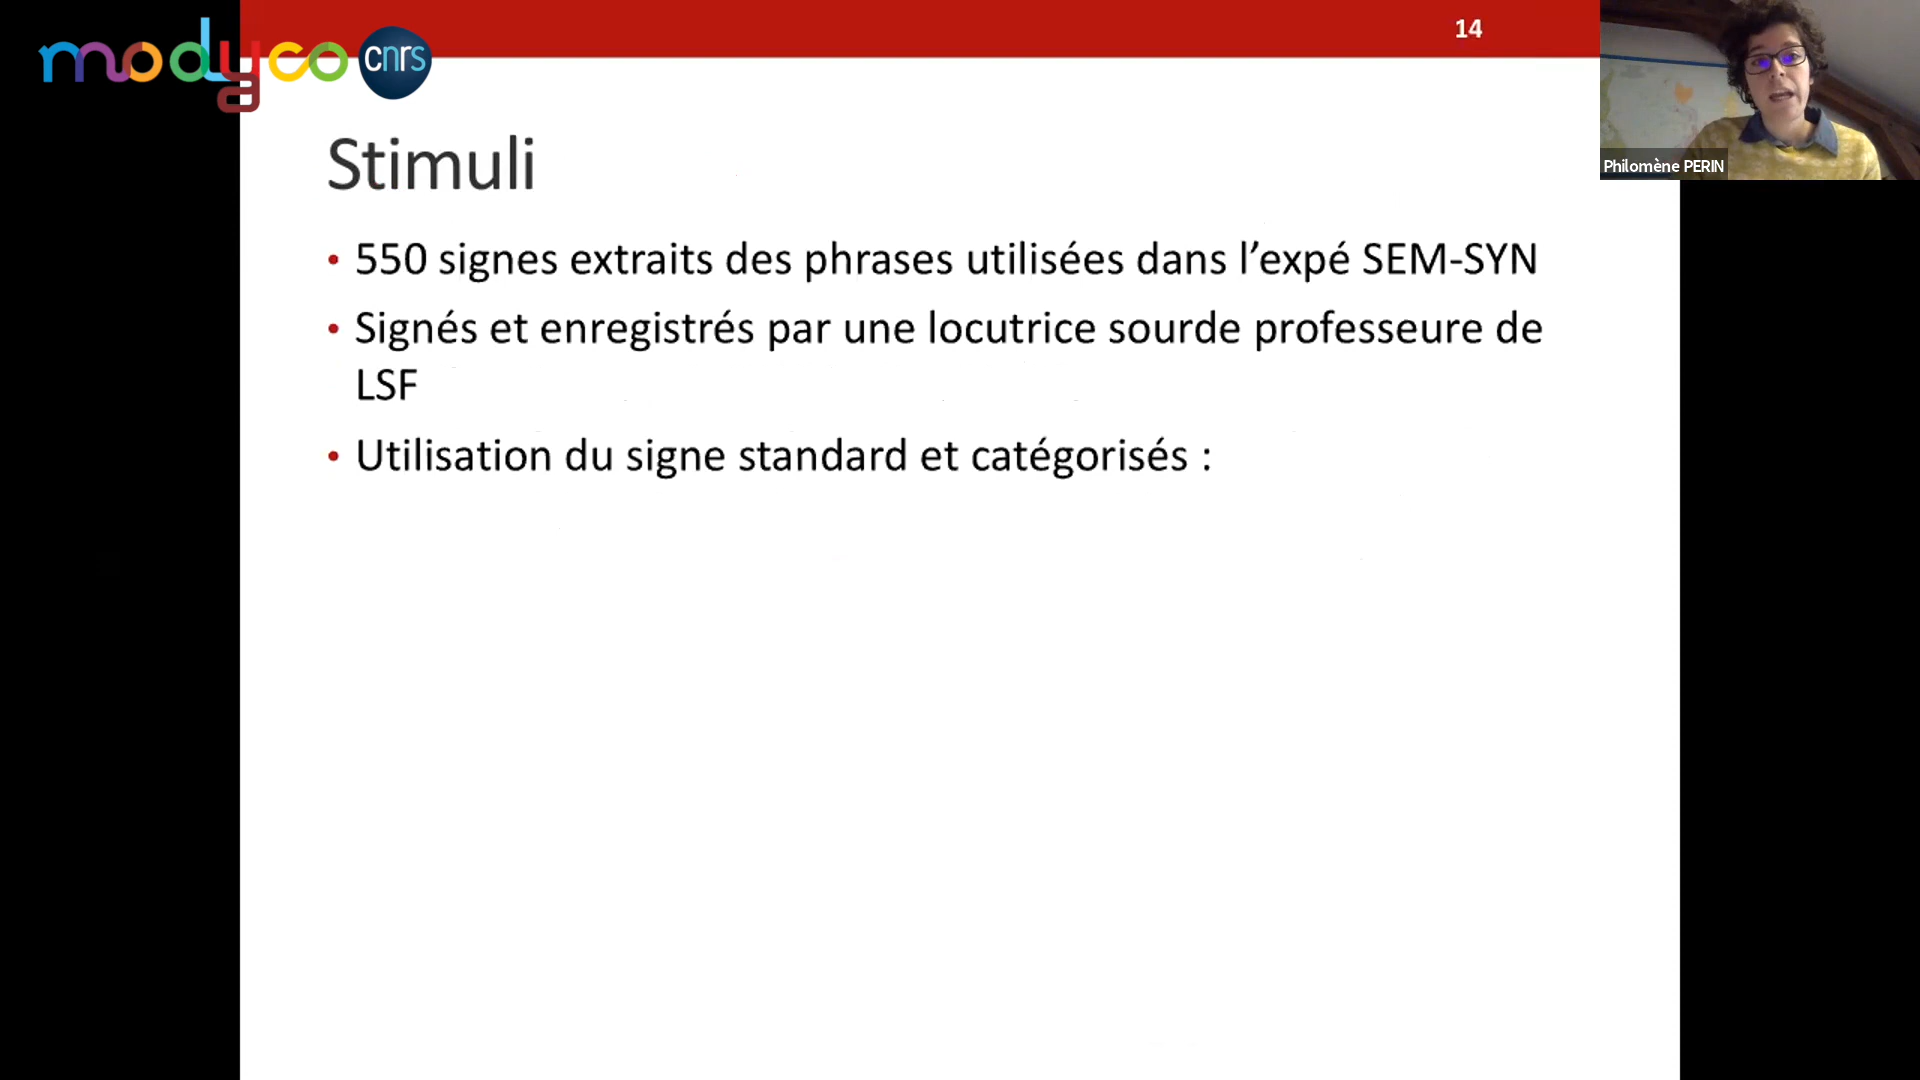 modyco cnrs
14
Philomène PERIN
Stimuli
• 550 signes extraits des phrases utilisées dans l’expé SEM-SYN
• Signés et enregistrés par une locutrice sourde professeure de
LSF
• Utilisation du signe standard et catégorisés :